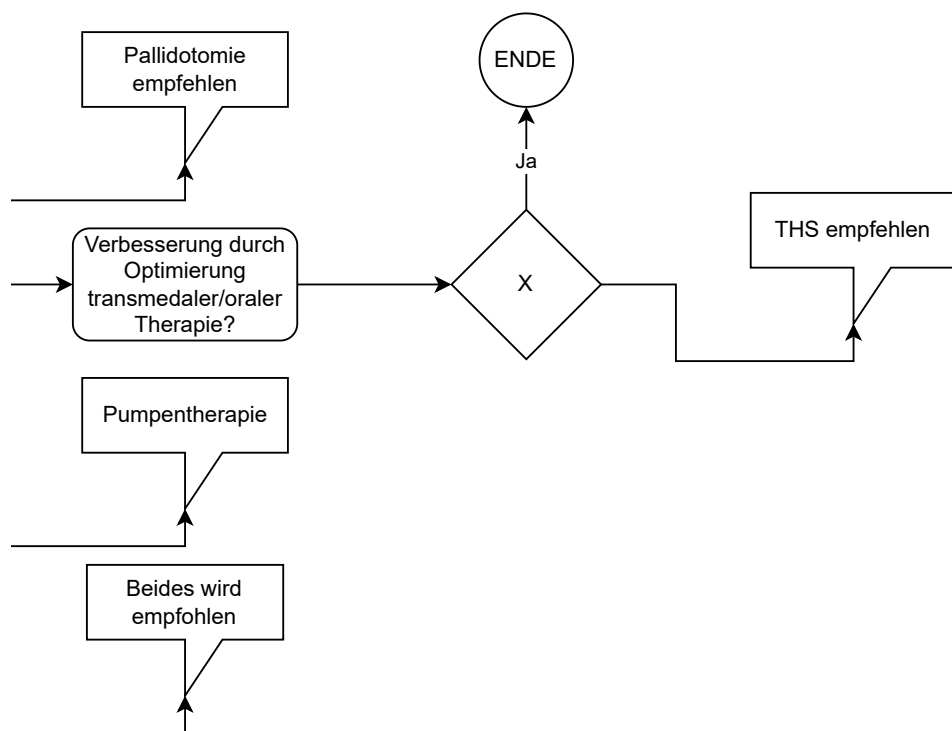 Pallidotomie
empfehlen
ENDE
Ja
THS empfehlen
Verbesserung durch
Optimierung
transmedaler/oraler
Therapie?
X
Pumpentherapie
Beides wird
empfohlen